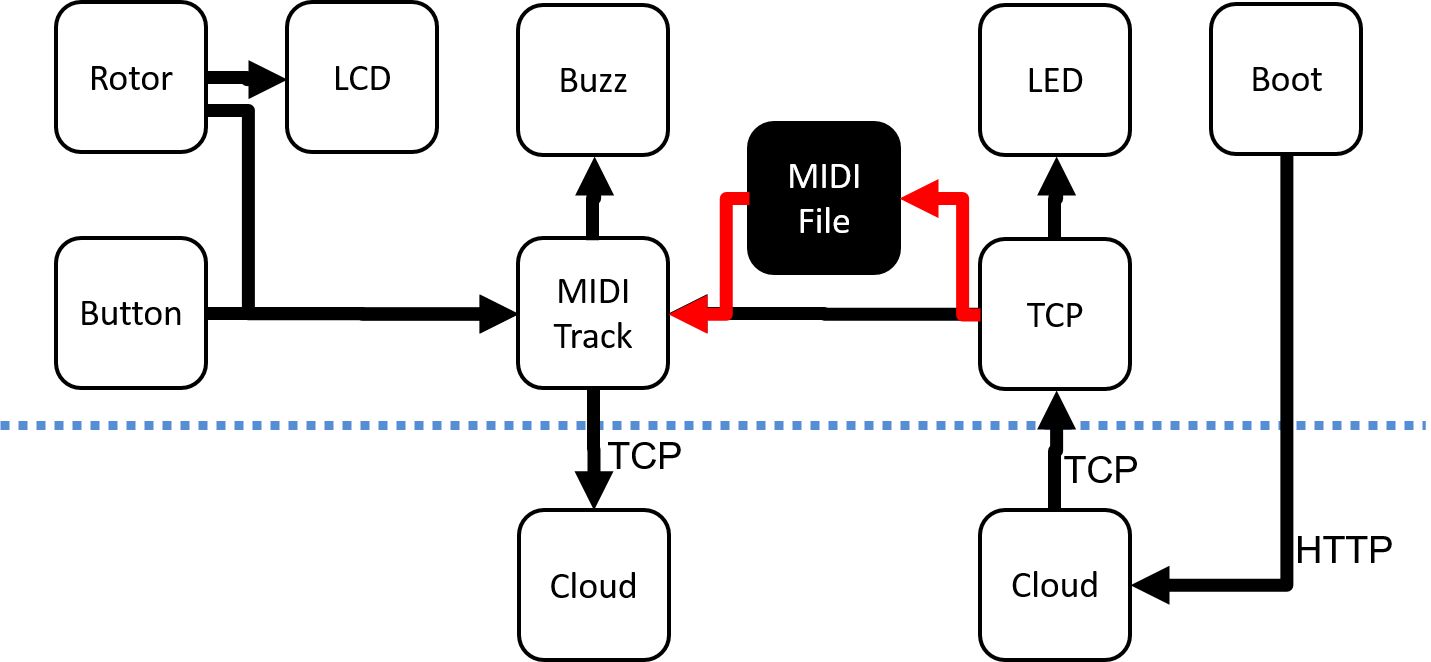 Rotor
LCD
Buzz
LED
Boot
MIDI
File
Button
MIDI
Track
TCP
TCP
TCP
HTTP
Cloud
Cloud